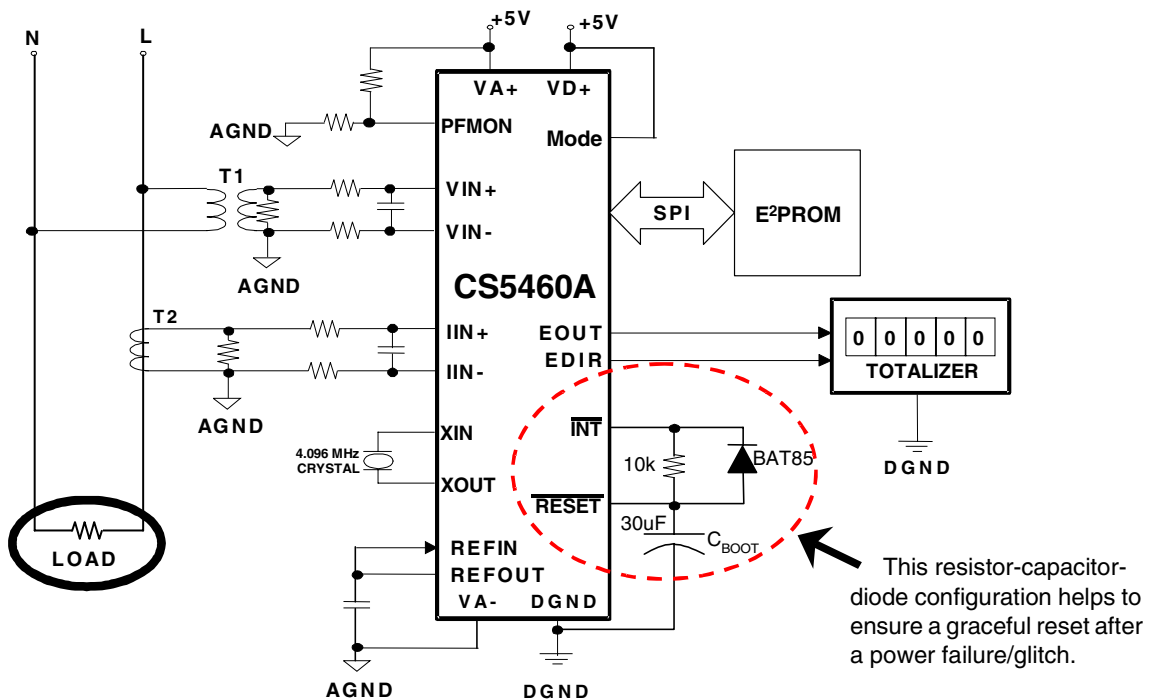 +5V
+5V
N
L
VA+
VD+
AGND
PFMON
Mode
T1
VIN+
VIN-
SPI
E²PROM
AGND
CS5460A
T2
IIN+
EOUT
0 0 0 0 0
IIN-
EDIR
TOTALIZER
AGND
XIN
INT
4.096 MHz
CRYSTAL
10k
BAT85
DGND
XOUT
RESET
30uF
C_BOOT
LOAD
REFIN
REFOUT
VA-
DGND
This resistor-capacitor-
diode configuration helps to
ensure a graceful reset after
a power failure/glitch.
AGND
DGND